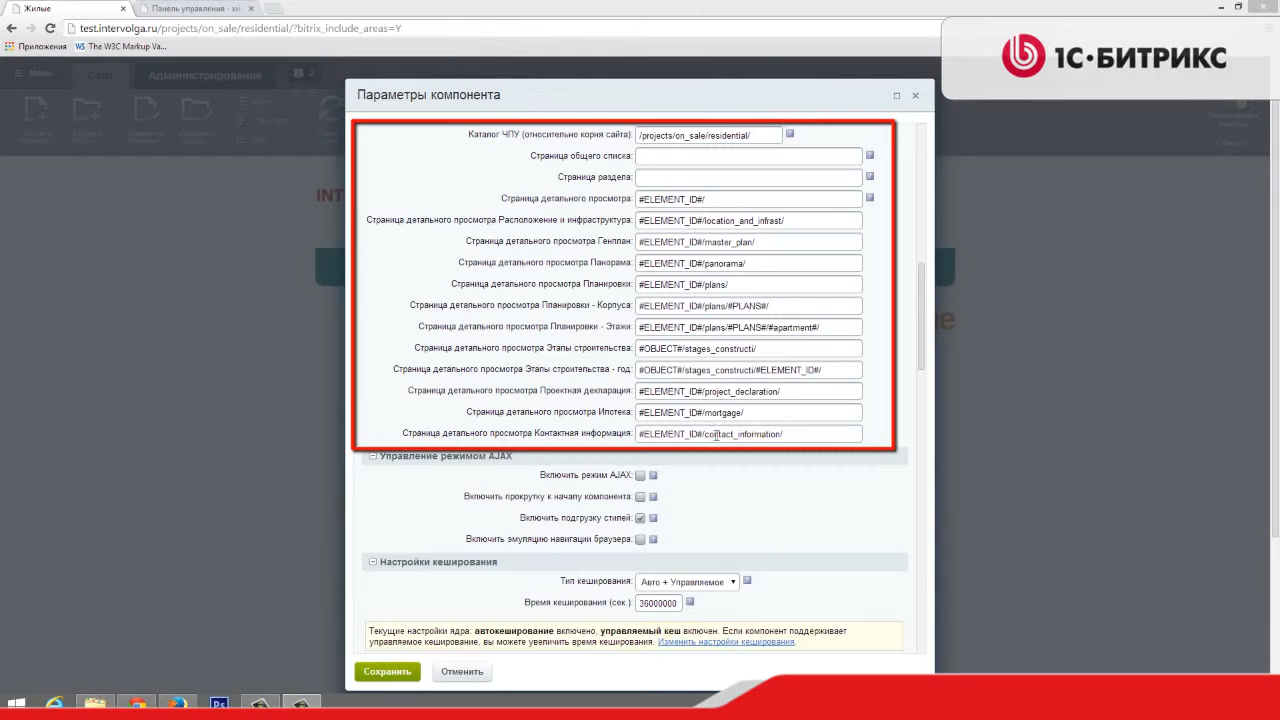 Жилые
Панель управления -
test.intervolga.ru/projects/on_sale/residential/?bitrix_include_areas=Y
Приложения
The W3C Markup Va...
1С•БИТРИКС
Меню
Сайт
Администрирование
2
Параметры компонента
Каталог ЧПУ (относительно корня сайта): /projects/on_sale/residential/
Страница общего списка:
Страница раздела:
Страница детального просмотра: #ELEMENT_ID#/
Страница детального просмотра Расположение и инфраструктура: #ELEMENT_ID#/location_and_infrast/
Страница детального просмотра Генплан: #ELEMENT_ID#/master_plan/
Страница детального просмотра Панорама: #ELEMENT_ID#/panorama/
Страница детального просмотра Планировки: #ELEMENT_ID#/plans/
Страница детального просмотра Планировки - Корпуса: #ELEMENT_ID#/plans/#PLANS#/
Страница детального просмотра Планировки - Этажи: #ELEMENT_ID#/plans/#PLANS#/#apartment#/
Страница детального просмотра Этапы строительства: #OBJECT#/stages_constructi/
Страница детального просмотра Этапы строительства - год: #OBJECT#/stages_constructi/#ELEMENT_ID#/
Страница детального просмотра Проектная декларация: #ELEMENT_ID#/project_declaration/
Страница детального просмотра Ипотека: #ELEMENT_ID#/mortgage/
Страница детального просмотра Контактная информация: #ELEMENT_ID#/contact_information/
Управление режимом AJAX
Включить режим AJAX:
Включить прокрутку к началу компонента:
Включить подгрузку стилей:
Включить эмуляцию навигации браузера:
Настройки кеширования
Тип кеширования: Авто + Управляемое
Время кеширования (сек.): 36000000
Текущие настройки ядра: автокеширование включено, управляемый кеш включен. Если компонент поддерживает
управляемое кеширование, вы можете увеличить время кеширования. Изменить настройки кеширования.
Сохранить
Отменить